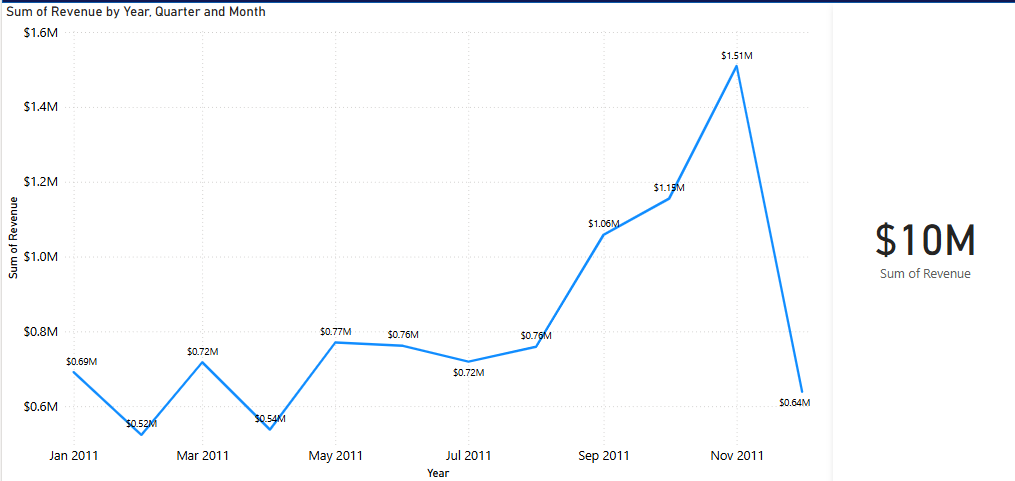 Sum of Revenue by Year, Quarter and Month
$1.6M
$1.4M
$1.2M
$1.0M
$0.8M
$0.6M
Sum of Revenue
$0.69M
$0.52M
$0.72M
$0.54M
$0.77M
$0.76M
$0.72M
$0.76M
$1.06M
$1.15M
$1.51M
$0.64M
Jan 2011
Mar 2011
May 2011
Jul 2011
Sep 2011
Nov 2011
Year
$10M
Sum of Revenue